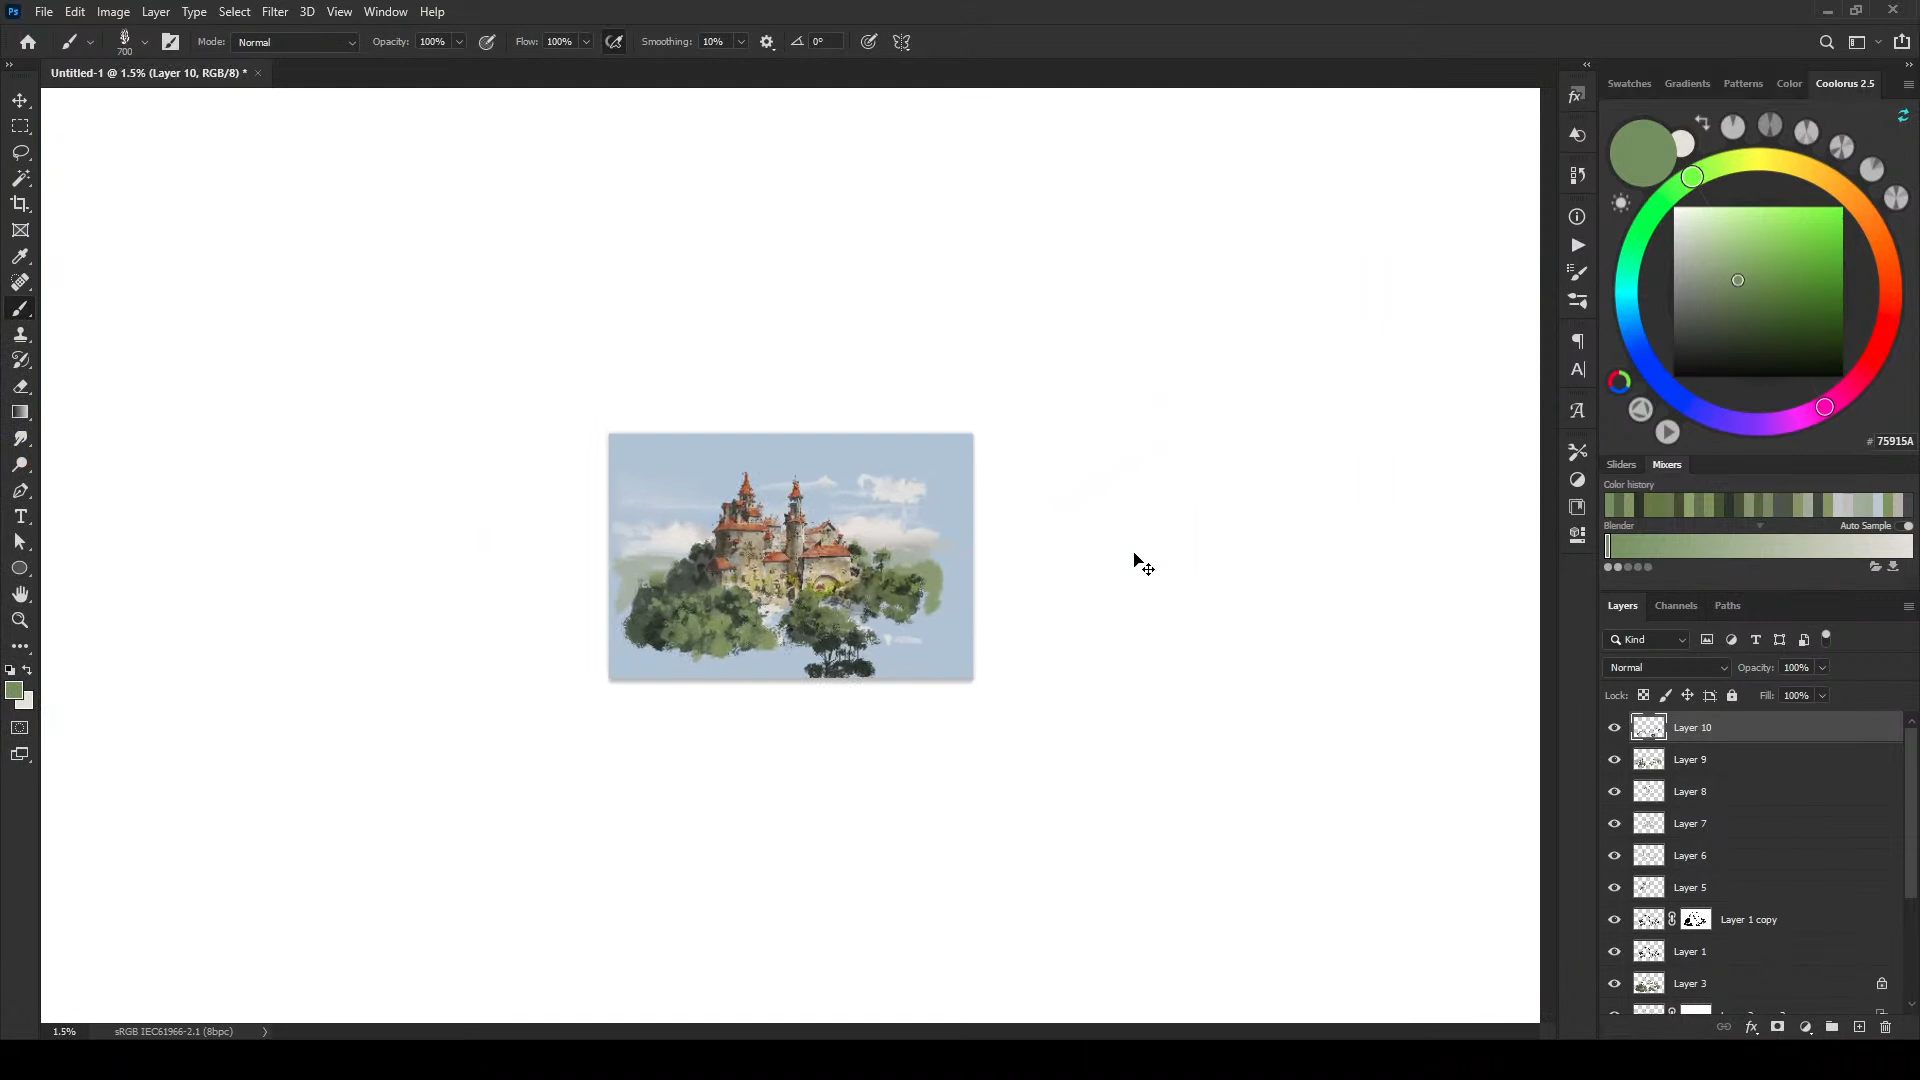 Ps File Edit Image Layer Type Select Filter 3D View Window Help
700 Mode: Normal Opacity: 100% Flow: 100% Smoothing: 10% 0°
Untitled-1 @ 1.5% (Layer 10, RGB/8) *
Swatches Gradients Patterns Color Coolorus 2.5
# 75915A
Sliders Mixers
Color history
Blender Auto Sample
Layers Channels Paths
Kind
Normal Opacity: 100%
Lock: Fill: 100%
Layer 10
Layer 9
Layer 8
Layer 7
Layer 6
Layer 5
Layer 1 copy
Layer 1
Layer 3
1.5% sRGB IEC61966-2.1 (8bpc)